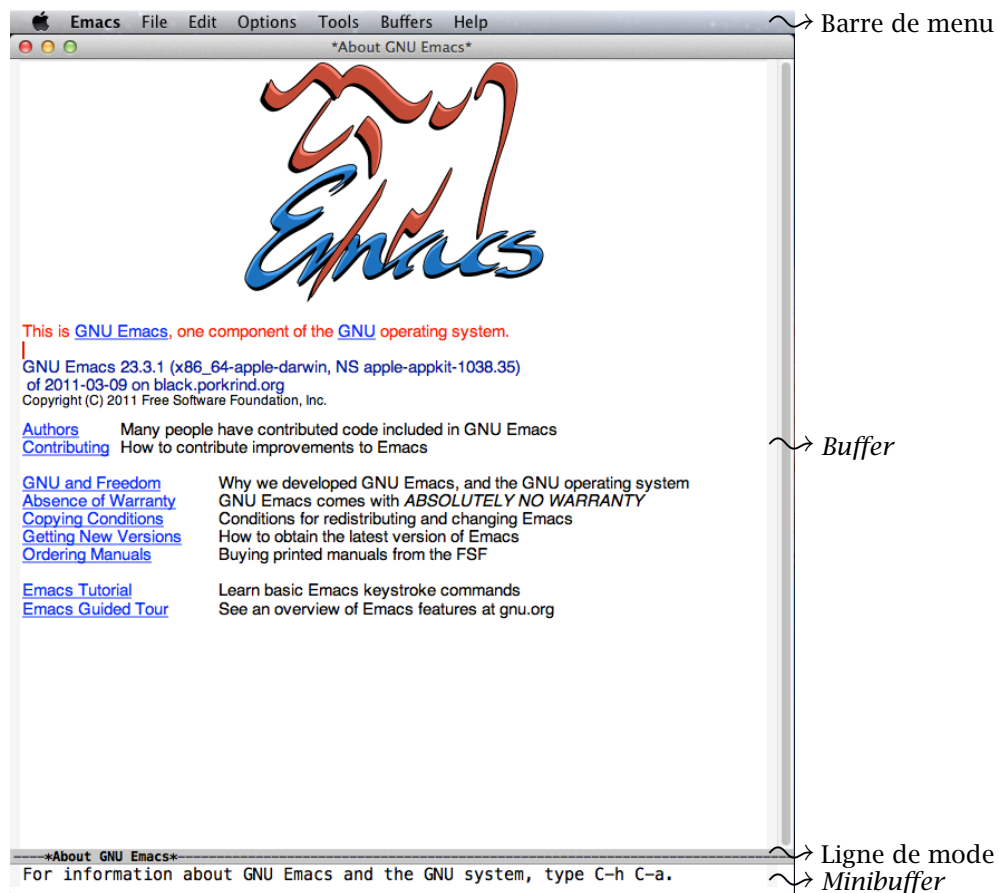 Emacs File Edit Options Tools Buffers Help
Barre de menu
*About GNU Emacs*
Emacs
This is GNU Emacs, one component of the GNU operating system.
GNU Emacs 23.3.1 (x86_64-apple-darwin, NS apple-appkit-1038.35)
of 2011-03-09 on black.porkrind.org
Copyright (C) 2011 Free Software Foundation, Inc.
Authors Many people have contributed code included in GNU Emacs
Contributing How to contribute improvements to Emacs
Buffer
GNU and Freedom Why we developed GNU Emacs, and the GNU operating system
Absence of Warranty GNU Emacs comes with ABSOLUTELY NO WARRANTY
Copying Conditions Conditions for redistributing and changing Emacs
Getting New Versions How to obtain the latest version of Emacs
Ordering Manuals Buying printed manuals from the FSF
Emacs Tutorial Learn basic Emacs keystroke commands
Emacs Guided Tour See an overview of Emacs features at gnu.org
----*About GNU Emacs*
Ligne de mode
For information about GNU Emacs and the GNU system, type C-h C-a.
Minibuffer